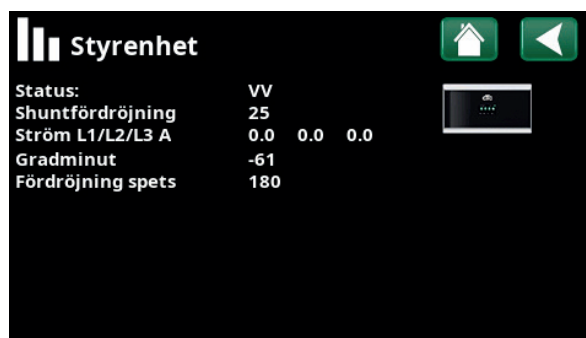 Styrenhet
Status: VV
Shuntfördröjning 25
Ström L1/L2/L3 A 0.0 0.0 0.0
Gradminut -61
Fördröjning spets 180